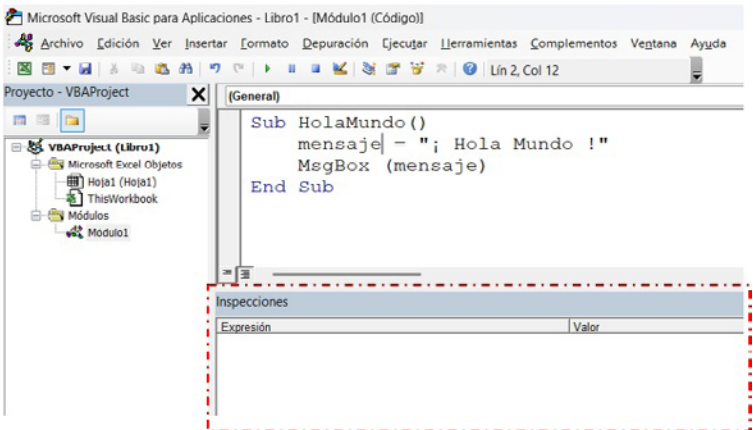 Microsoft Visual Basic para Aplicaciones - Libro1 - [Módulo1 (Código)]
Archivo Edición Ver Insertar Formato Depuración Ejecutar Herramientas Complementos Ventana Ayuda
Lín 2, Col 12
Proyecto - VBAProject
VBAProject (Libro1)
Microsoft Excel Objetos
Hoja1 (Hoja1)
ThisWorkbook
Módulos
Módulo1
(General)
Sub HolaMundo()
mensaje = "¡ Hola Mundo !"
MsgBox (mensaje)
End Sub
Inspecciones
Expresión Valor